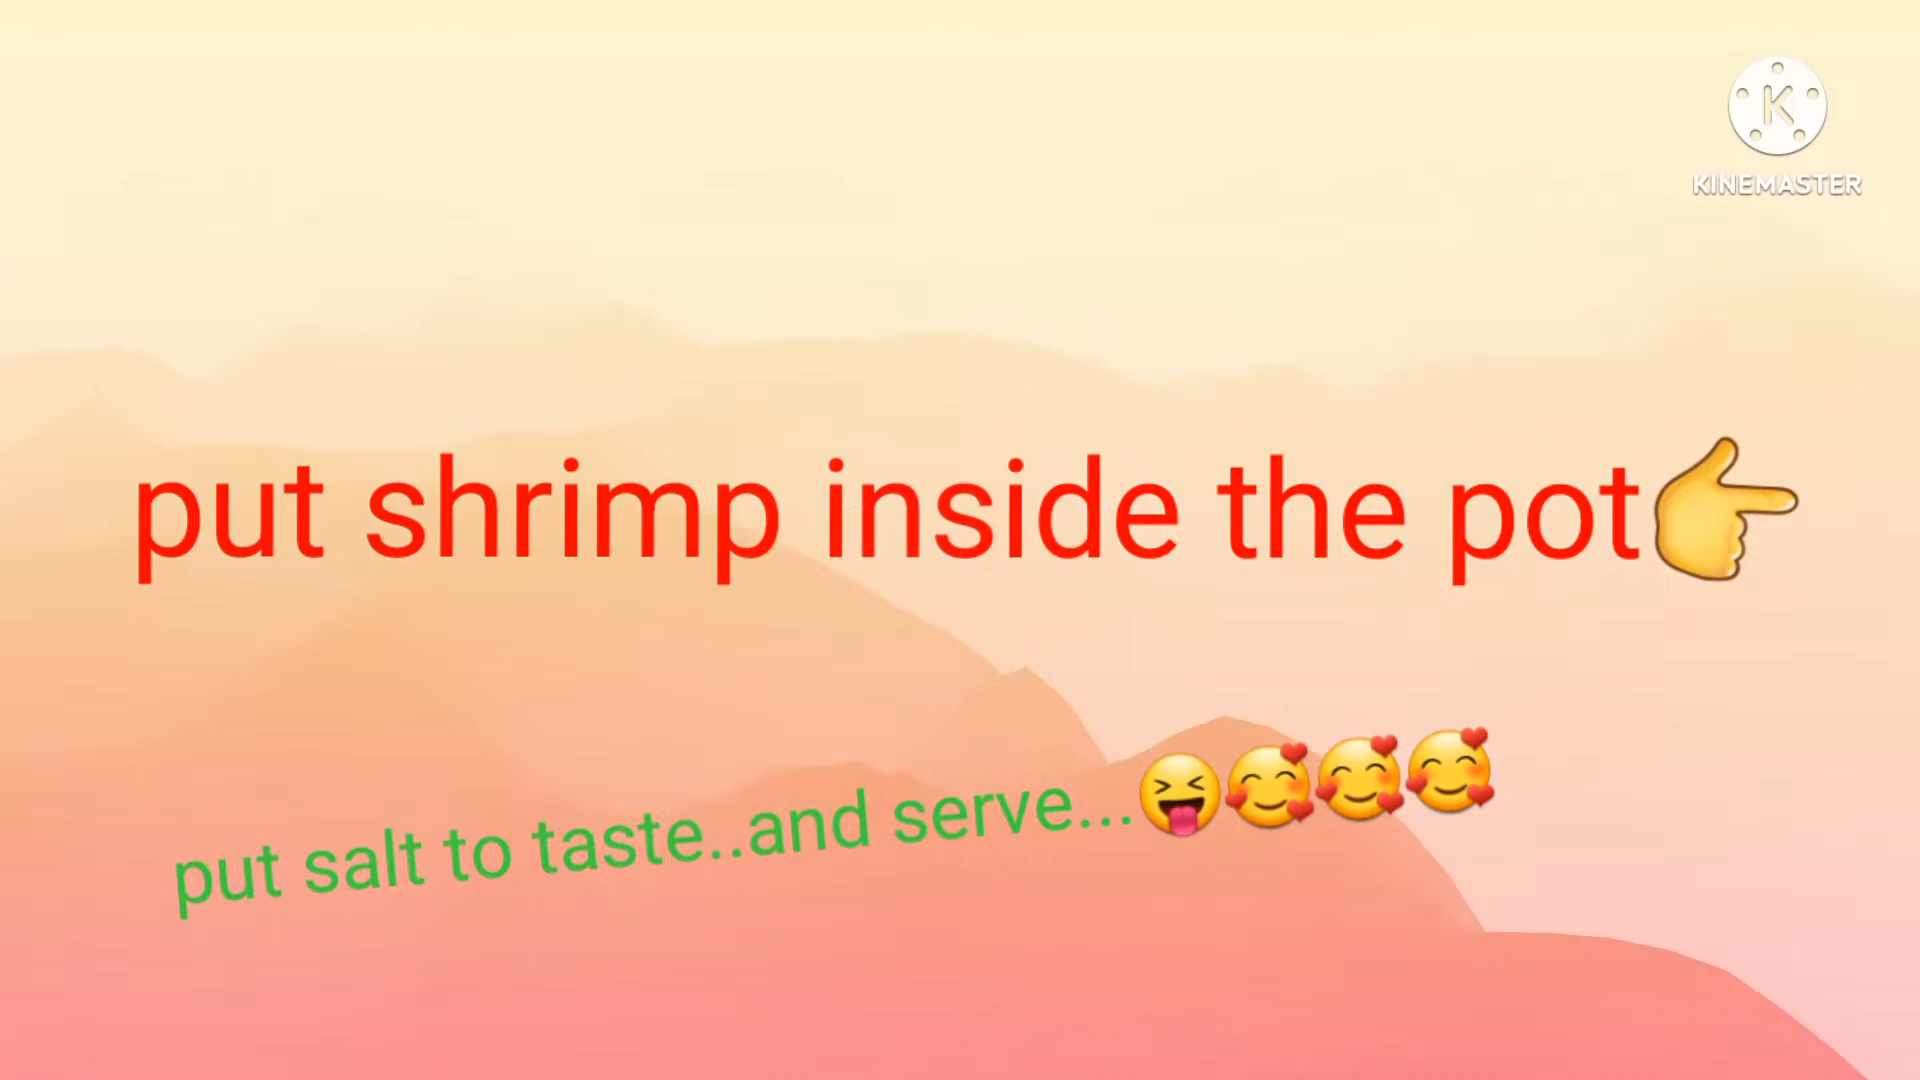 KINEMASTER
put shrimp inside the pot👉
put salt to taste..and serve...😝🥰🥰🥰